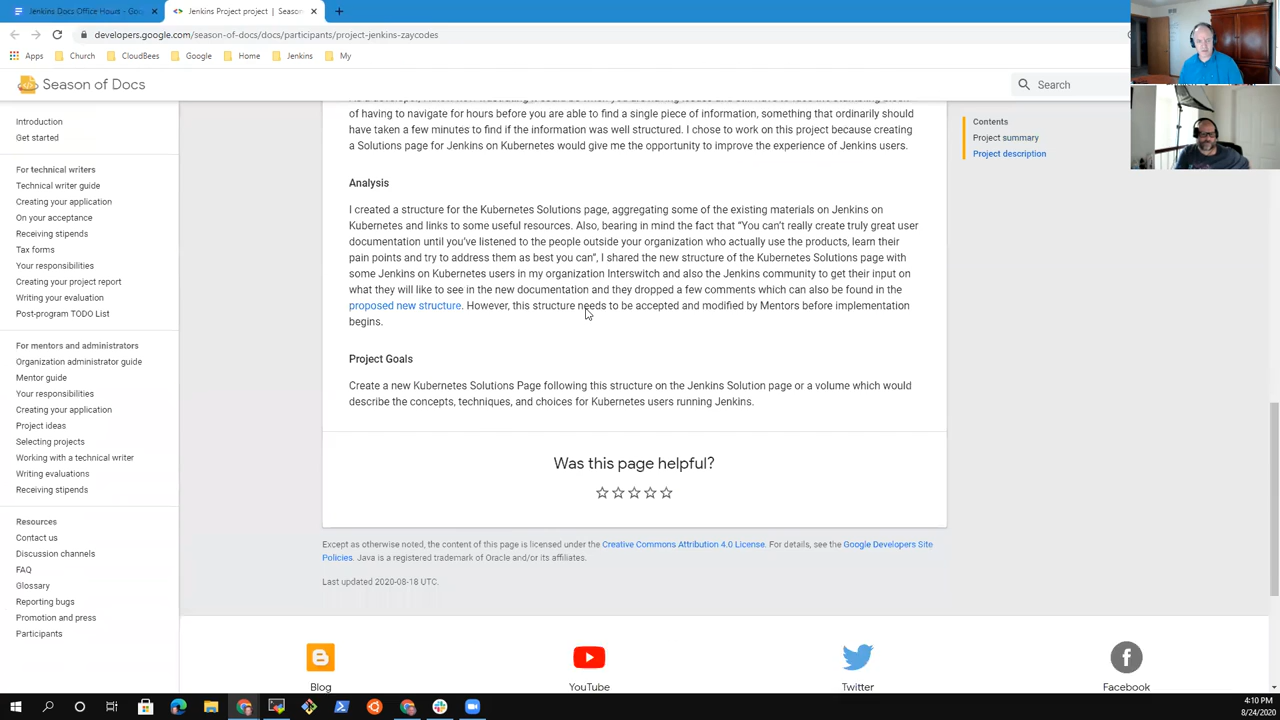 Jenkins Docs Office Hours - Goo
Jenkins Project project | Season
developers.google.com/season-of-docs/docs/participants/project-jenkins-zaycodes
Apps
Church
CloudBees
Google
Home
Jenkins
My
Season of Docs
Search
Introduction
Get started
For technical writers
Technical writer guide
Creating your application
On your acceptance
Receiving stipends
Tax forms
Your responsibilities
Creating your project report
Writing your evaluation
Post-program TODO List
For mentors and administrators
Organization administrator guide
Mentor guide
Your responsibilities
Creating your application
Project ideas
Selecting projects
Working with a technical writer
Writing evaluations
Receiving stipends
Resources
Contact us
Discussion channels
FAQ
Glossary
Reporting bugs
Promotion and press
Participants
of having to navigate for hours before you are able to find a single piece of information, something that ordinarily should
have taken a few minutes to find if the information was well structured. I chose to work on this project because creating
a Solutions page for Jenkins on Kubernetes would give me the opportunity to improve the experience of Jenkins users.
Analysis
I created a structure for the Kubernetes Solutions page, aggregating some of the existing materials on Jenkins on
Kubernetes and links to some useful resources. Also, bearing in mind the fact that “You can’t really create truly great user
documentation until you’ve listened to the people outside your organization who actually use the products, learn their
pain points and try to address them as best you can”, I shared the new structure of the Kubernetes Solutions page with
some Jenkins on Kubernetes users in my organization Interswitch and also the Jenkins community to get their input on
what they will like to see in the new documentation and they dropped a few comments which can also be found in the
proposed new structure. However, this structure needs to be accepted and modified by Mentors before implementation
begins.
Project Goals
Create a new Kubernetes Solutions Page following this structure on the Jenkins Solution page or a volume which would
describe the concepts, techniques, and choices for Kubernetes users running Jenkins.
Was this page helpful?
Except as otherwise noted, the content of this page is licensed under the Creative Commons Attribution 4.0 License. For details, see the Google Developers Site
Policies. Java is a registered trademark of Oracle and/or its affiliates.
Last updated 2020-08-18 UTC.
Contents
Project summary
Project description
Blog
YouTube
Twitter
Facebook
4:10 PM
8/24/2020